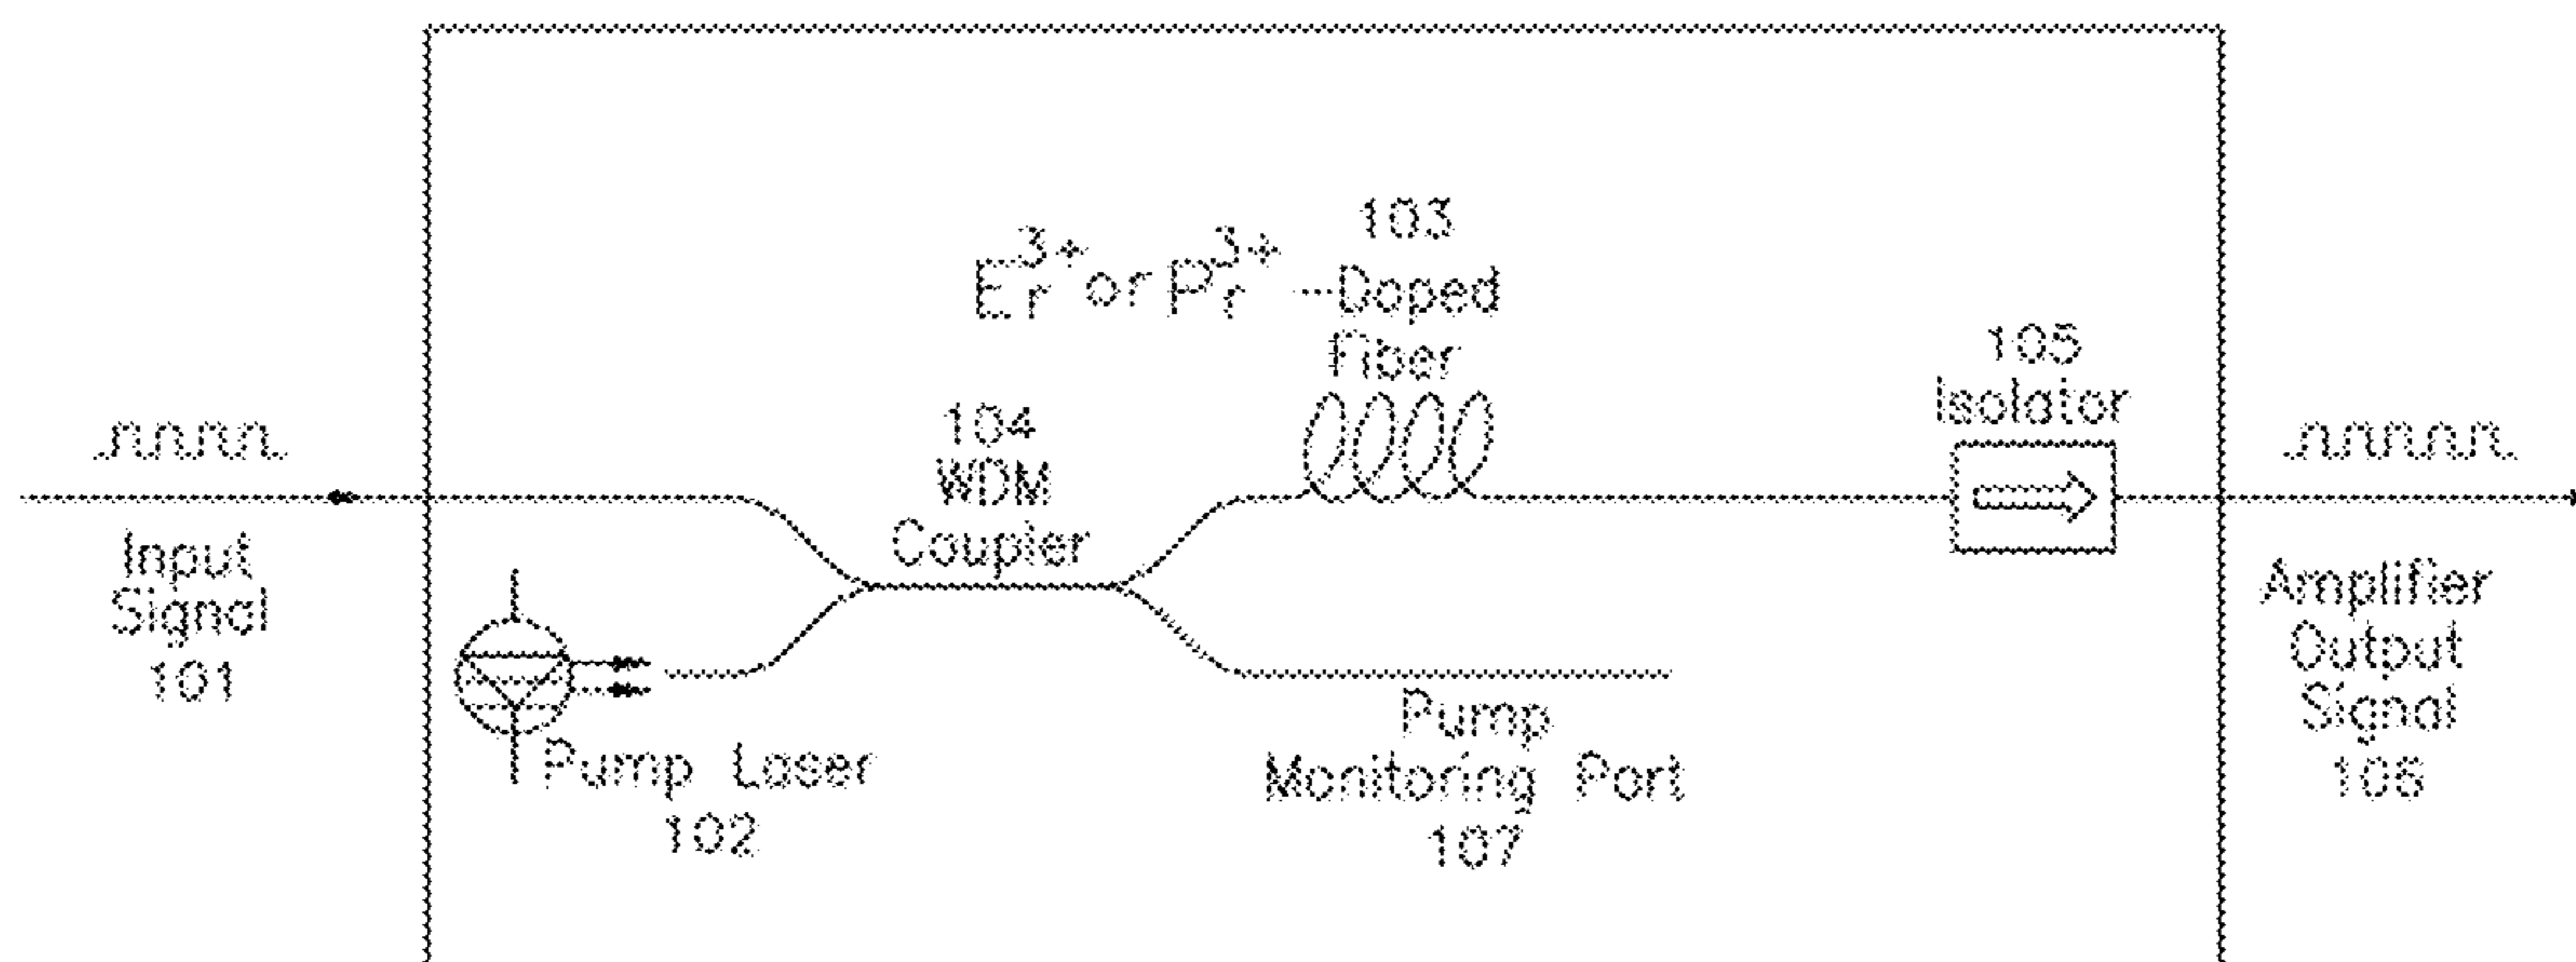 103
Er3+ or Pr3+ -Doped
Fiber
105
Isolator
104
WDM
Coupler
Input
Signal
101
Amplifier
Output
Signal
106
Pump Laser
102
Pump
Monitoring Port
107